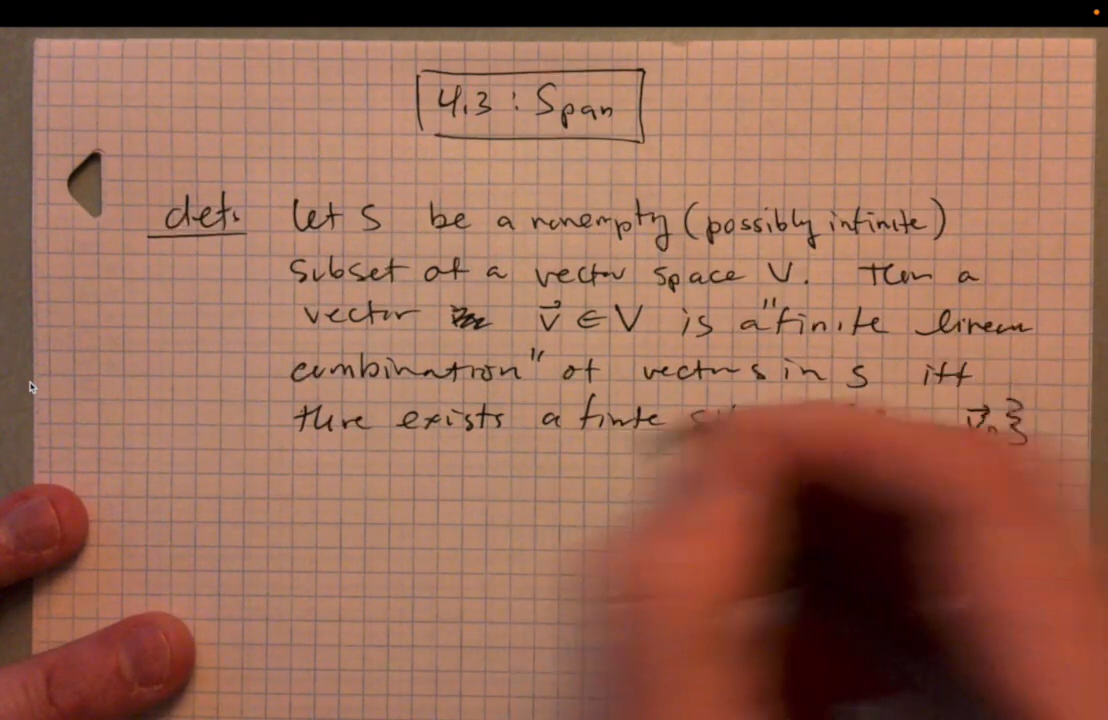 4.3 : Span
def. Let S be a nonempty (possibly infinite)
subset of a vector space V. Then a
vector v⃗ ∈ V is a "finite linear
combination" of vectors in S iff
there exists a finite v⃗ₙ}